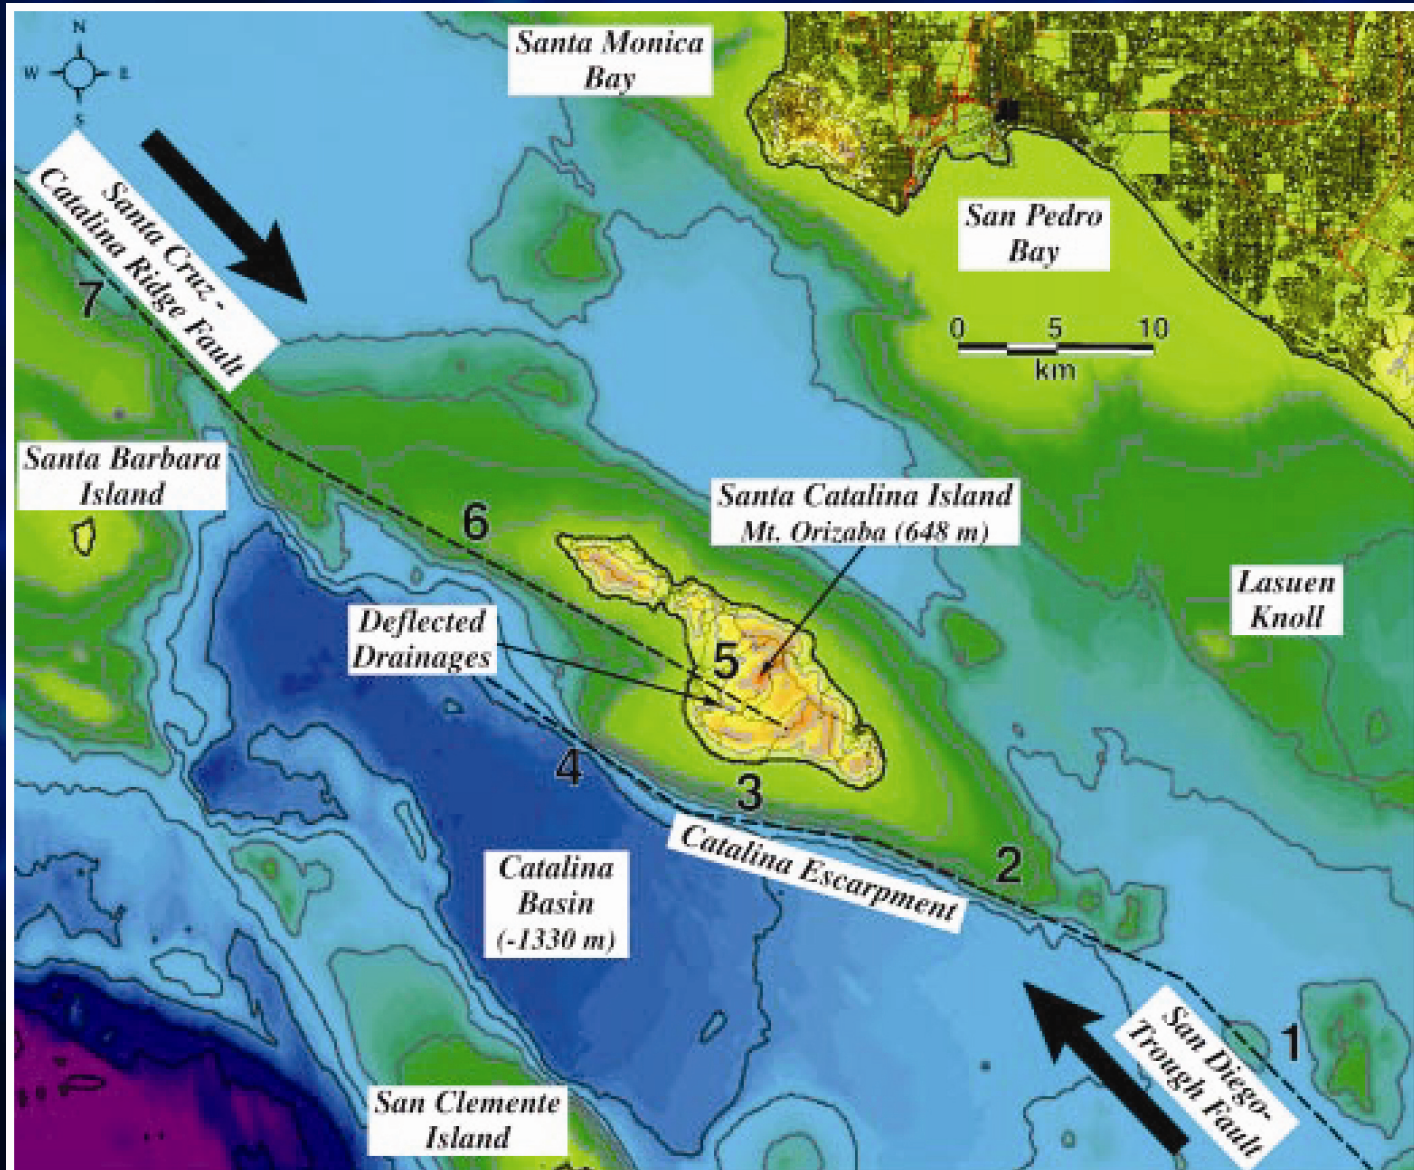 N
W E
S
Santa Monica
Bay
San Pedro
Bay
0 5 10
km
Santa Cruz-
Catalina Ridge Fault
7
Santa Barbara
Island
6
Santa Catalina Island
Mt. Orizaba (648 m)
Lasuen
Knoll
Deflected
Drainages
5
4
3
Catalina Escarpment
2
Catalina
Basin
(-1330 m)
San Diego-
Trough Fault
1
San Clemente
Island